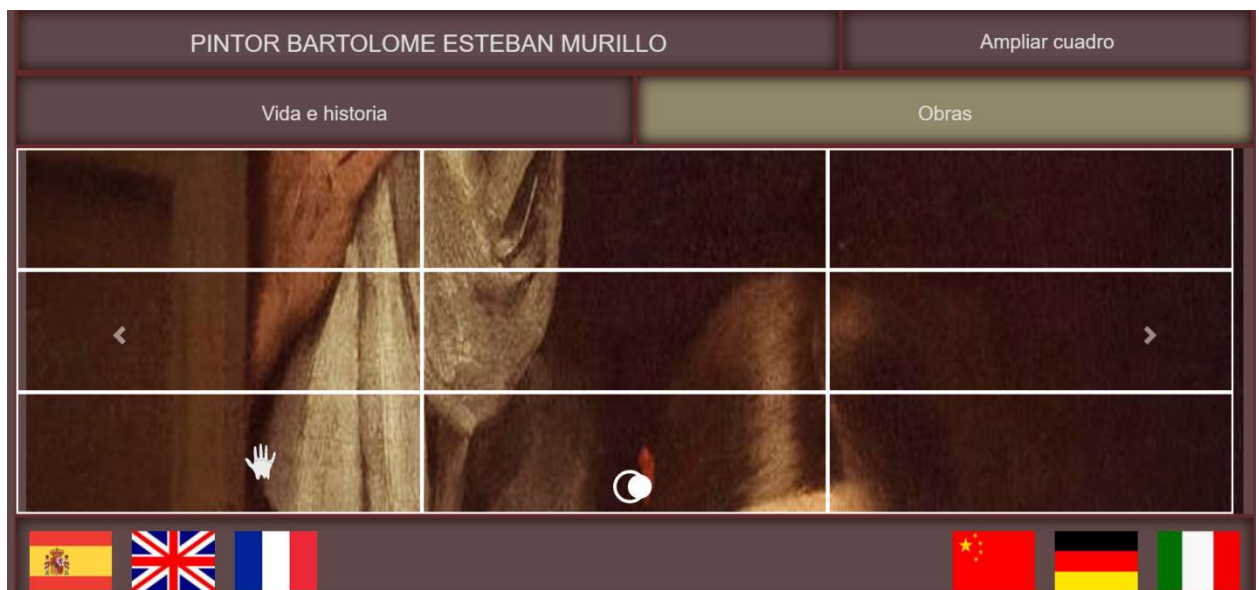 PINTOR BARTOLOME ESTEBAN MURILLO
Ampliar cuadro
Vida e historia
Obras